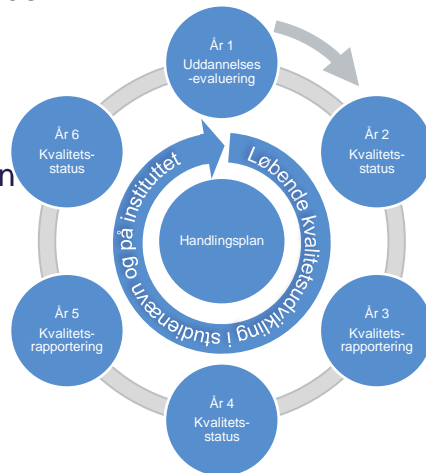 År 1
Uddannelses
-evaluering
År 2
Kvalitets-
status
År 3
Kvalitets-
rapportering
År 4
Kvalitets-
status
År 5
Kvalitets-
rapportering
År 6
Kvalitets-
status
Løbende kvalitetsudvikling i studienævn og på instituttet
Handlingsplan
n